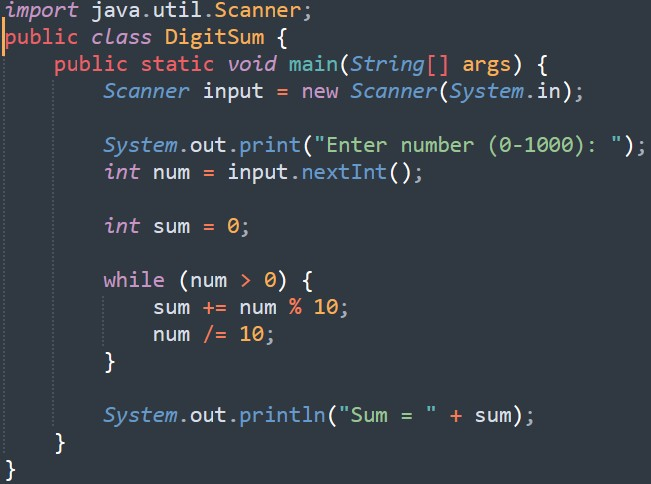 import java.util.Scanner;
public class DigitSum {
    public static void main(String[] args) {
        Scanner input = new Scanner(System.in);

        System.out.print("Enter number (0-1000): ");
        int num = input.nextInt();

        int sum = 0;

        while (num > 0) {
            sum += num % 10;
            num /= 10;
        }

        System.out.println("Sum = " + sum);
    }
}